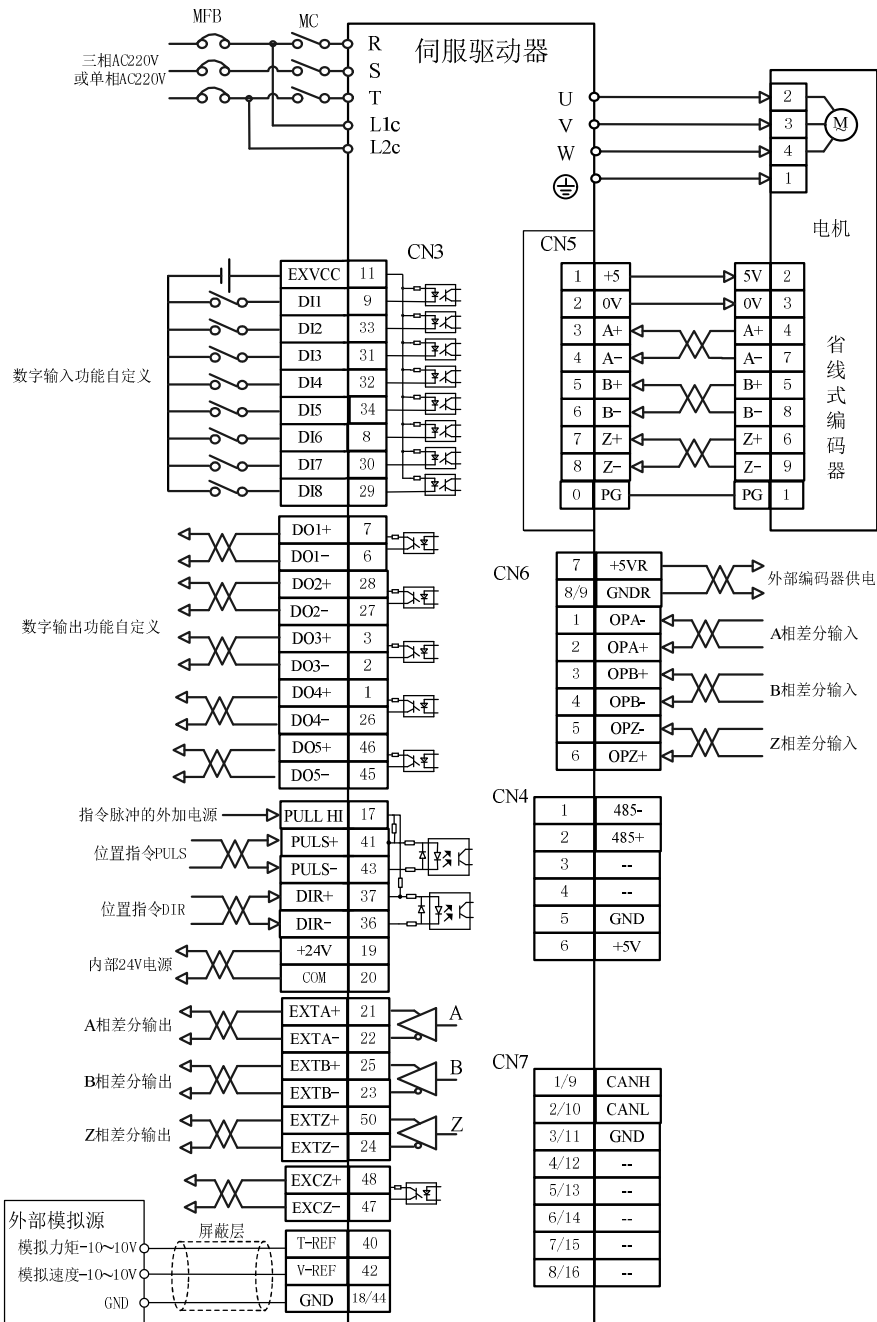 MFB
MC
三相AC220V
或单相AC220V
R
S
T
L1c
L2c
伺服驱动器
U
V
W
2
3
4
1
M
~
电机
CN3
数字输入功能自定义
EXVCC 11
DI1 9
DI2 33
DI3 31
DI4 32
DI5 34
DI6 8
DI7 30
DI8 29
数字输出功能自定义
DO1+ 7
DO1- 6
DO2+ 28
DO2- 27
DO3+ 3
DO3- 2
DO4+ 1
DO4- 26
DO5+ 46
DO5- 45
指令脉冲的外加电源
PULL HI 17
位置指令PULS
PULS+ 41
PULS- 43
位置指令DIR
DIR+ 37
DIR- 36
内部24V电源
+24V 19
COM 20
A相差分输出
EXTA+ 21
EXTA- 22
A
B相差分输出
EXTB+ 25
EXTB- 23
B
Z相差分输出
EXTZ+ 50
EXTZ- 24
Z
EXCZ+ 48
EXCZ- 47
外部模拟源
屏蔽层
模拟力矩-10~10V
T-REF 40
模拟速度-10~10V
V-REF 42
GND
GND 18/44
CN5
1 +5 5V 2
2 0V 0V 3
3 A+ A+ 4
4 A- A- 7
5 B+ B+ 5
6 B- B- 8
7 Z+ Z+ 6
8 Z- Z- 9
0 PG PG 1
省线式编码器
CN6
7 +5VR
8/9 GNDR
外部编码器供电
1 OPA-
2 OPA+
A相差分输入
3 OPB+
4 OPB-
B相差分输入
5 OPZ-
6 OPZ+
Z相差分输入
CN4
1 485-
2 485+
3 --
4 --
5 GND
6 +5V
CN7
1/9 CANH
2/10 CANL
3/11 GND
4/12 --
5/13 --
6/14 --
7/15 --
8/16 --